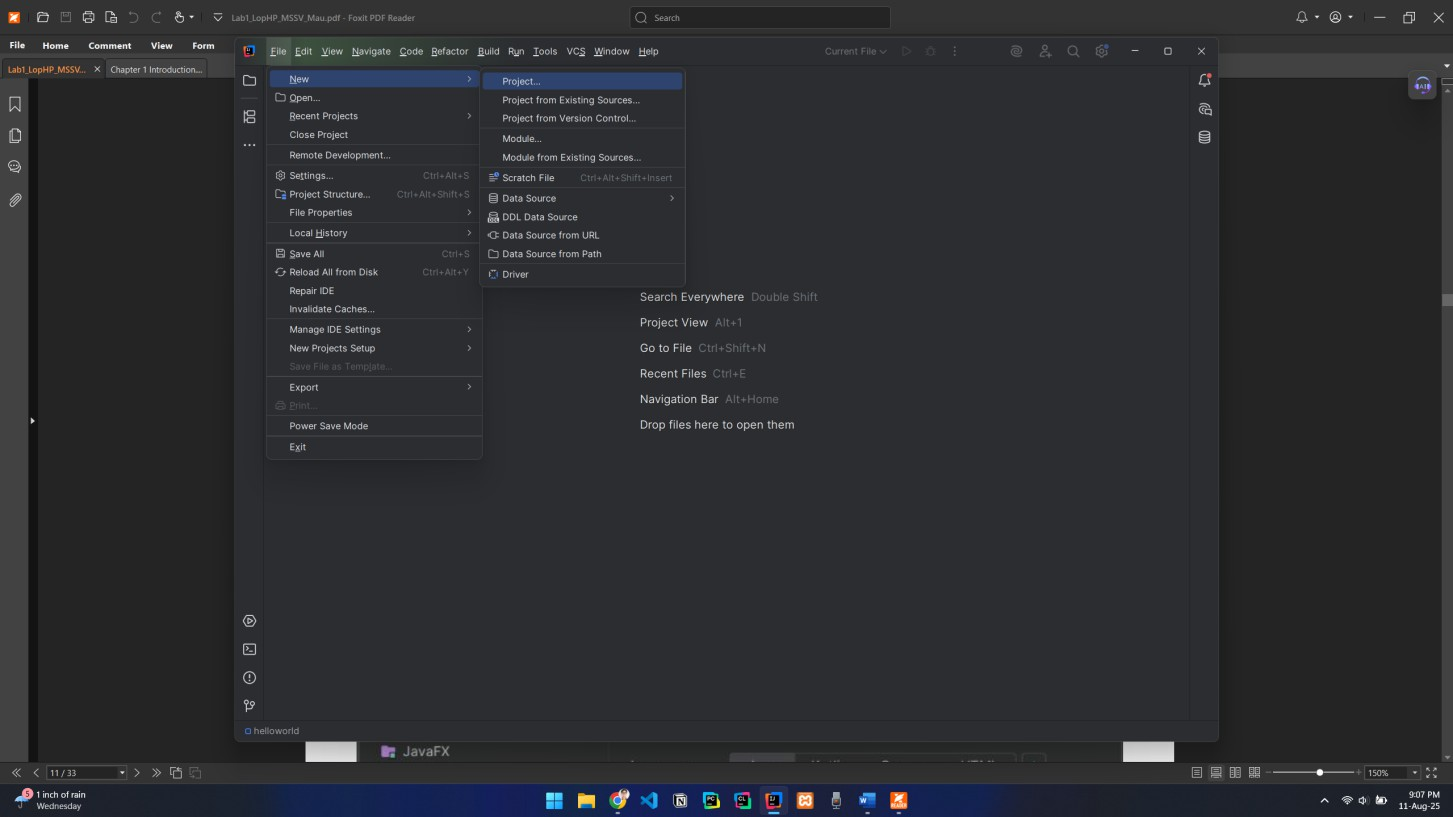 Lab1_LopHP_MSSV_Mau.pdf - Foxit PDF Reader
Search
File Home Comment View Form
Lab1_LopHP_MSSV... Chapter 1 Introduction...
File Edit View Navigate Code Refactor Build Run Tools VCS Window Help
Current File
New
Open...
Recent Projects
Close Project
Remote Development...
Settings... Ctrl+Alt+S
Project Structure... Ctrl+Alt+Shift+S
File Properties
Local History
Save All Ctrl+S
Reload All from Disk Ctrl+Alt+Y
Repair IDE
Invalidate Caches...
Manage IDE Settings
New Projects Setup
Save File as Template...
Export
Print...
Power Save Mode
Exit
Project...
Project from Existing Sources...
Project from Version Control...
Module...
Module from Existing Sources...
Scratch File Ctrl+Alt+Shift+Insert
Data Source
DDL Data Source
Data Source from URL
Data Source from Path
Driver
Search Everywhere Double Shift
Project View Alt+1
Go to File Ctrl+Shift+N
Recent Files Ctrl+E
Navigation Bar Alt+Home
Drop files here to open them
helloworld
JavaFX
11 / 33
150%
5
1 inch of rain
Wednesday
9:07 PM
11-Aug-25